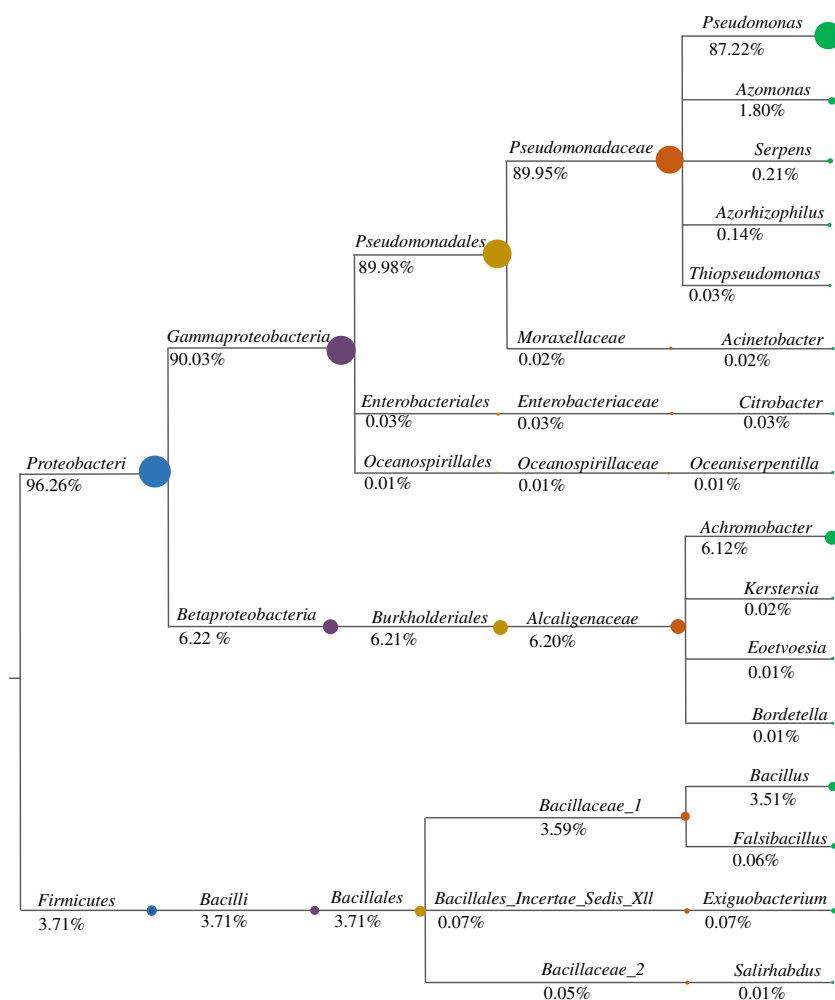 Pseudomonas
87.22%
Azomonas
1.80%
Pseudomonadaceae
Serpens
89.95%
0.21%
Azorhizophilus
0.14%
Pseudomonadales
89.98%
Thiopseudomonas
0.03%
Gammaproteobacteria
Moraxellaceae
Acinetobacter
90.03%
0.02%
0.02%
Enterobacteriales
Enterobacteriaceae
Citrobacter
0.03%
0.03%
0.03%
Proteobacteri
Oceanospirillales
Oceanospirillaceae
Oceaniserpentilla
96.26%
0.01%
0.01%
0.01%
Achromobacter
6.12%
Kerstersia
0.02%
Betaproteobacteria
Burkholderiales
Alcaligenaceae
6.22 %
6.21%
6.20%
Eoetvoesia
0.01%
Bordetella
0.01%
Bacillus
3.51%
Bacillaceae_1
3.59%
Falsibacillus
0.06%
Firmicutes
Bacilli
Bacillales
Bacillales_Incertae_Sedis_Xll
Exiguobacterium
3.71%
3.71%
3.71%
0.07%
0.07%
Bacillaceae_2
Salirhabdus
0.05%
0.01%